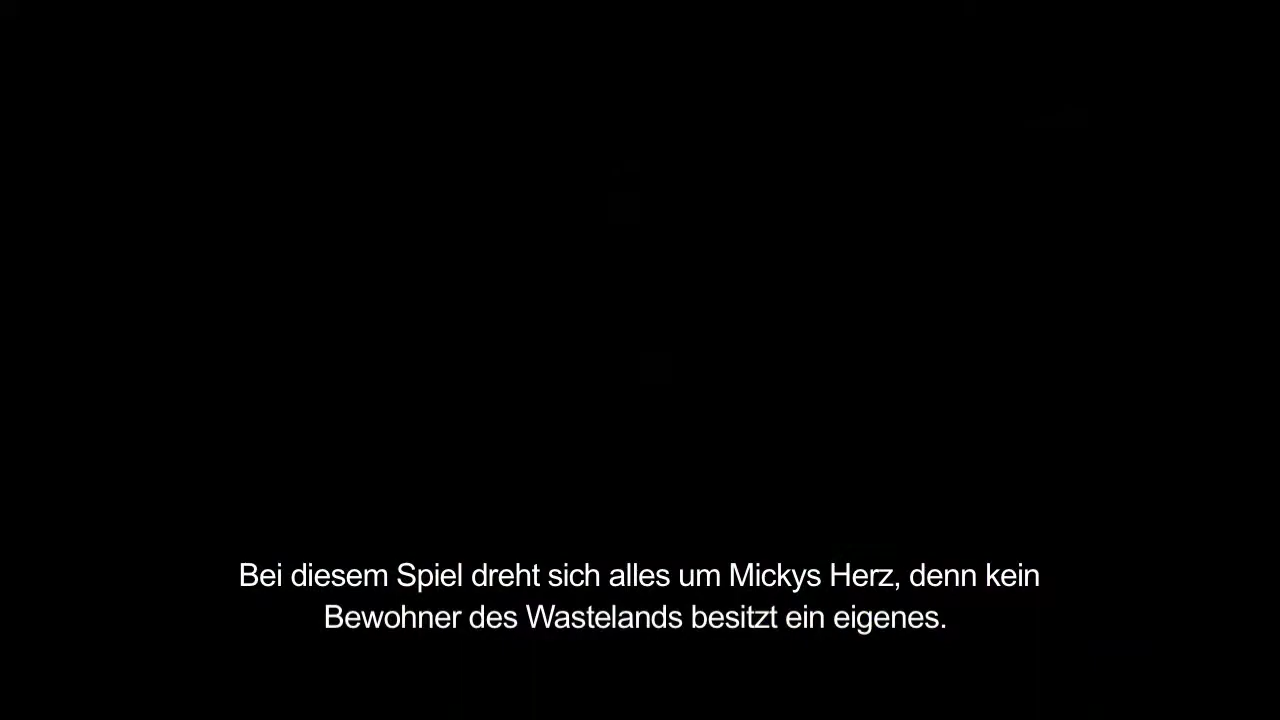 Bei diesem Spiel dreht sich alles um Mickys Herz, denn kein
Bewohner des Wastelands besitzt ein eigenes.